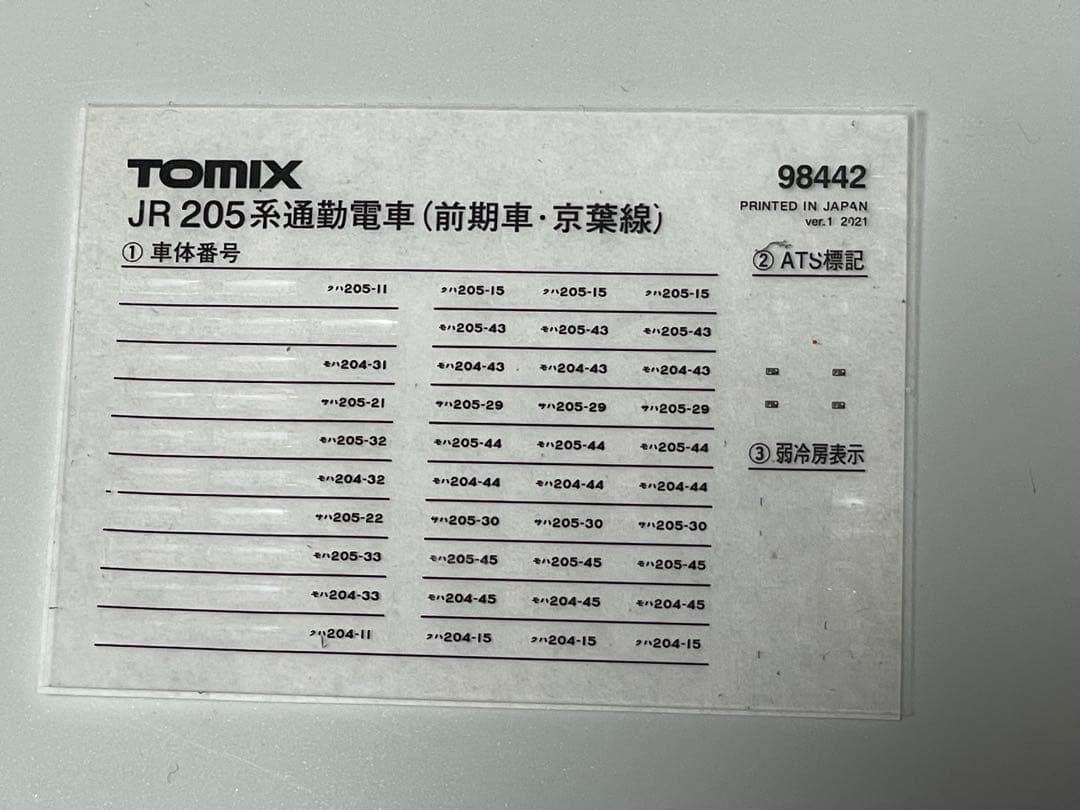 TOMIX 98442
JR 205系通勤電車(前期車・京葉線) PRINTED IN JAPAN
ver.1 2021
① 車体番号 ② ATS標記
クハ205-11 クハ205-15 クハ205-15 クハ205-15
モハ205-43 モハ205-43 モハ205-43
モハ204-31 モハ204-43 モハ204-43 モハ204-43
サハ205-21 サハ205-29 サハ205-29 サハ205-29
モハ205-32 モハ205-44 モハ205-44 モハ205-44
③ 弱冷房表示
モハ204-32 モハ204-44 モハ204-44 モハ204-44
サハ205-22 サハ205-30 サハ205-30 サハ205-30
モハ205-33 モハ205-45 モハ205-45 モハ205-45
モハ204-33 モハ204-45 モハ204-45 モハ204-45
クハ204-11 クハ204-15 クハ204-15 クハ204-15